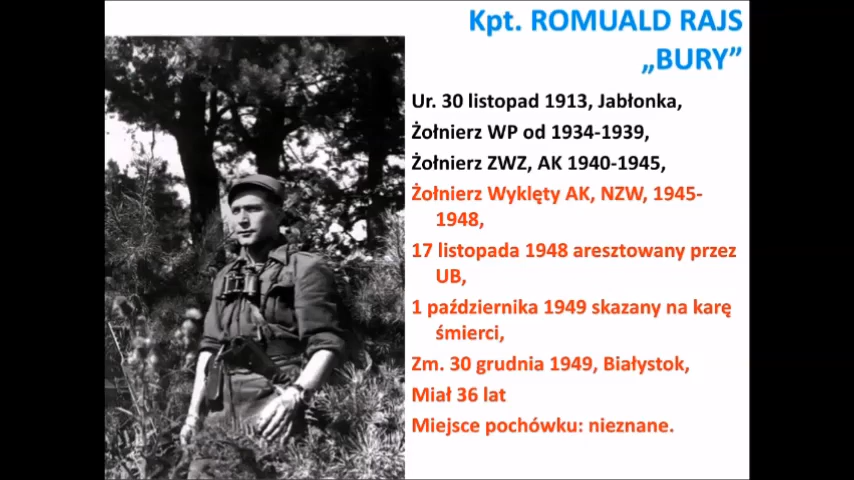 Kpt. ROMUALD RAJS
„BURY”
Ur. 30 listopad 1913, Jabłonka,
Żołnierz WP od 1934-1939,
Żołnierz ZWZ, AK 1940-1945,
Żołnierz Wyklęty AK, NZW, 1945-
1948,
17 listopada 1948 aresztowany przez
UB,
1 października 1949 skazany na karę
śmierci,
Zm. 30 grudnia 1949, Białystok,
Miał 36 lat
Miejsce pochówku: nieznane.